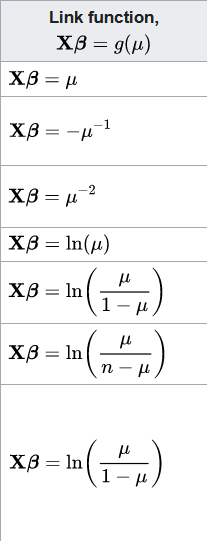 Link function,
Xβ = g(μ)
Xβ = μ
Xβ = −μ⁻¹
Xβ = μ⁻²
Xβ = ln(μ)
Xβ = ln(μ / (1 − μ))
Xβ = ln(μ / (n − μ))
Xβ = ln(μ / (1 − μ))